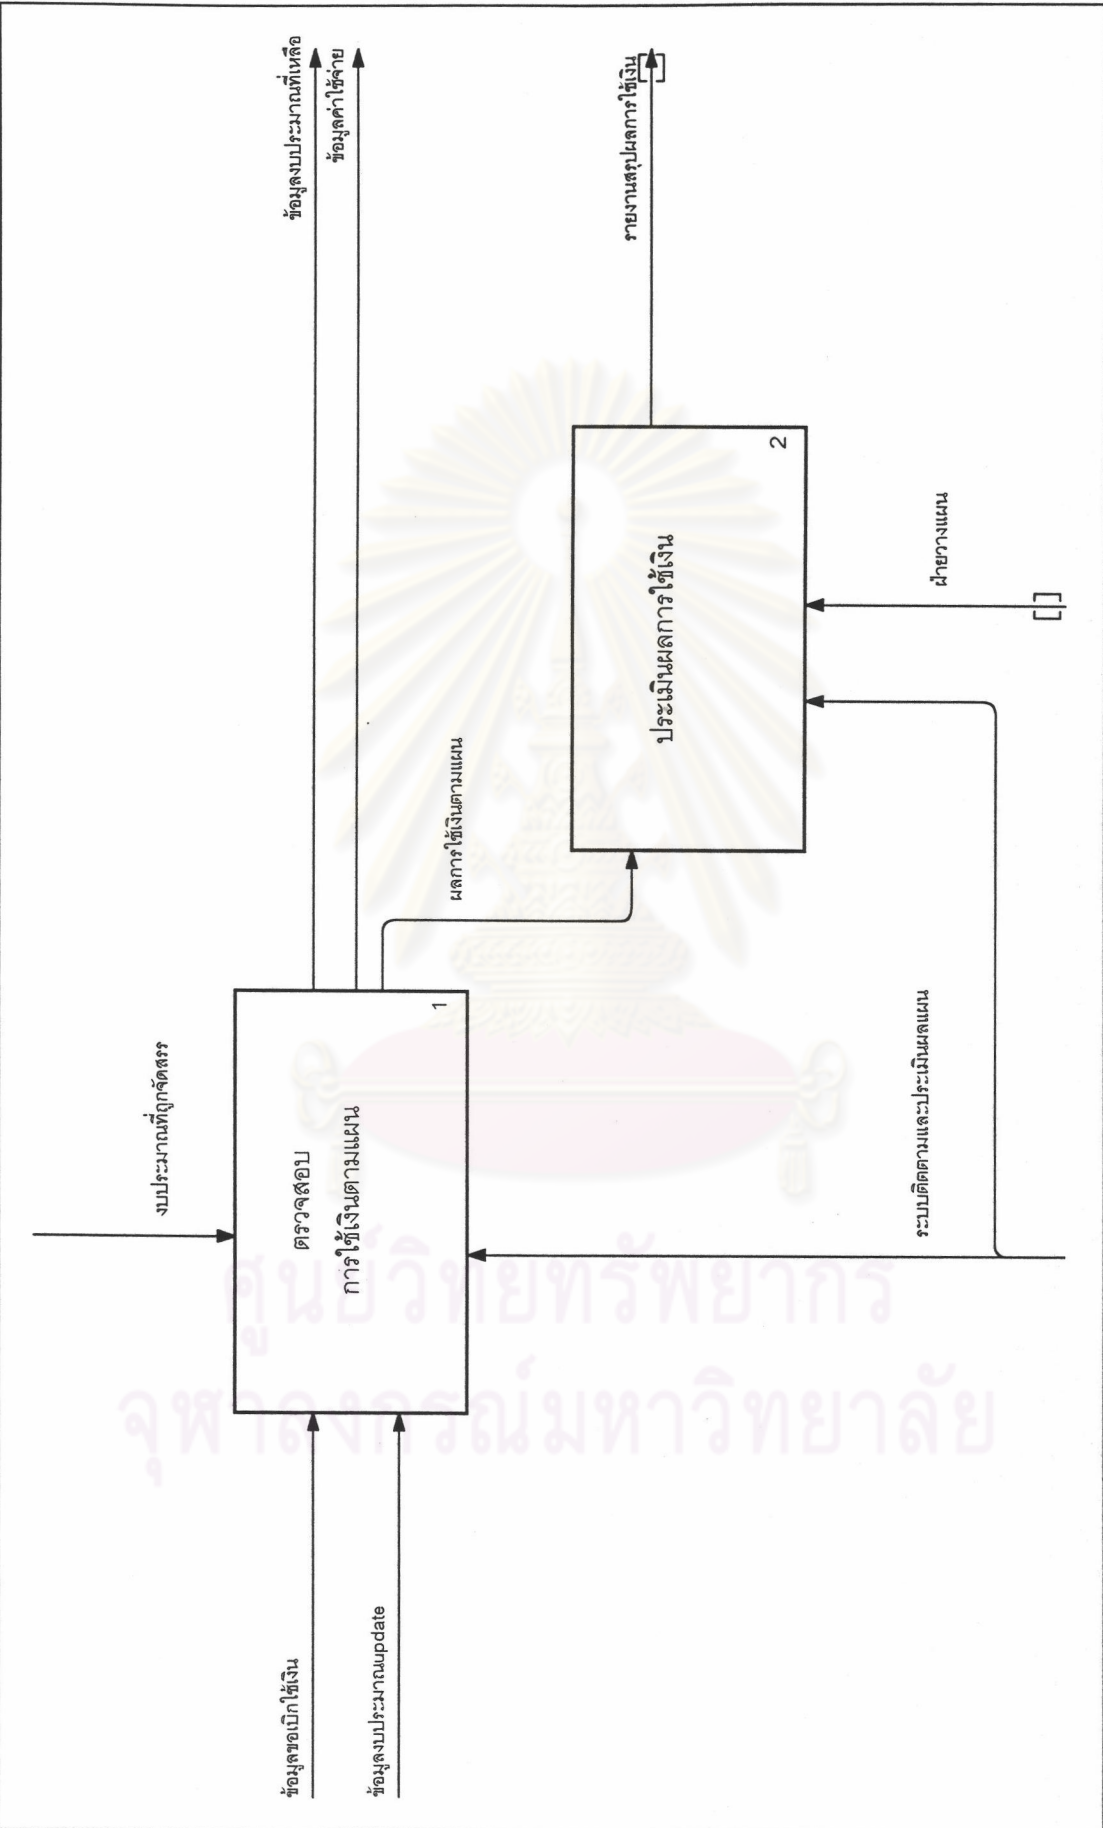 งบประมาณที่ถูกจัดสรร
ข้อมูลขอเบิกใช้เงิน
ข้อมูลงบประมาณupdate
ตรวจสอบ
การใช้เงินตามแผน
1
ข้อมูลงบประมาณที่เหลือ
ข้อมูลค่าใช้จ่าย
ผลการใช้เงินตามแผน
ประเมินผลการใช้เงิน
2
รายงานสรุปผลการใช้เงิน
ระบบติดตามและประเมินผลแผน
ฝ่ายวางแผน
ศูนย์วิทยทรัพยากร
จุฬาลงกรณ์มหาวิทยาลัย